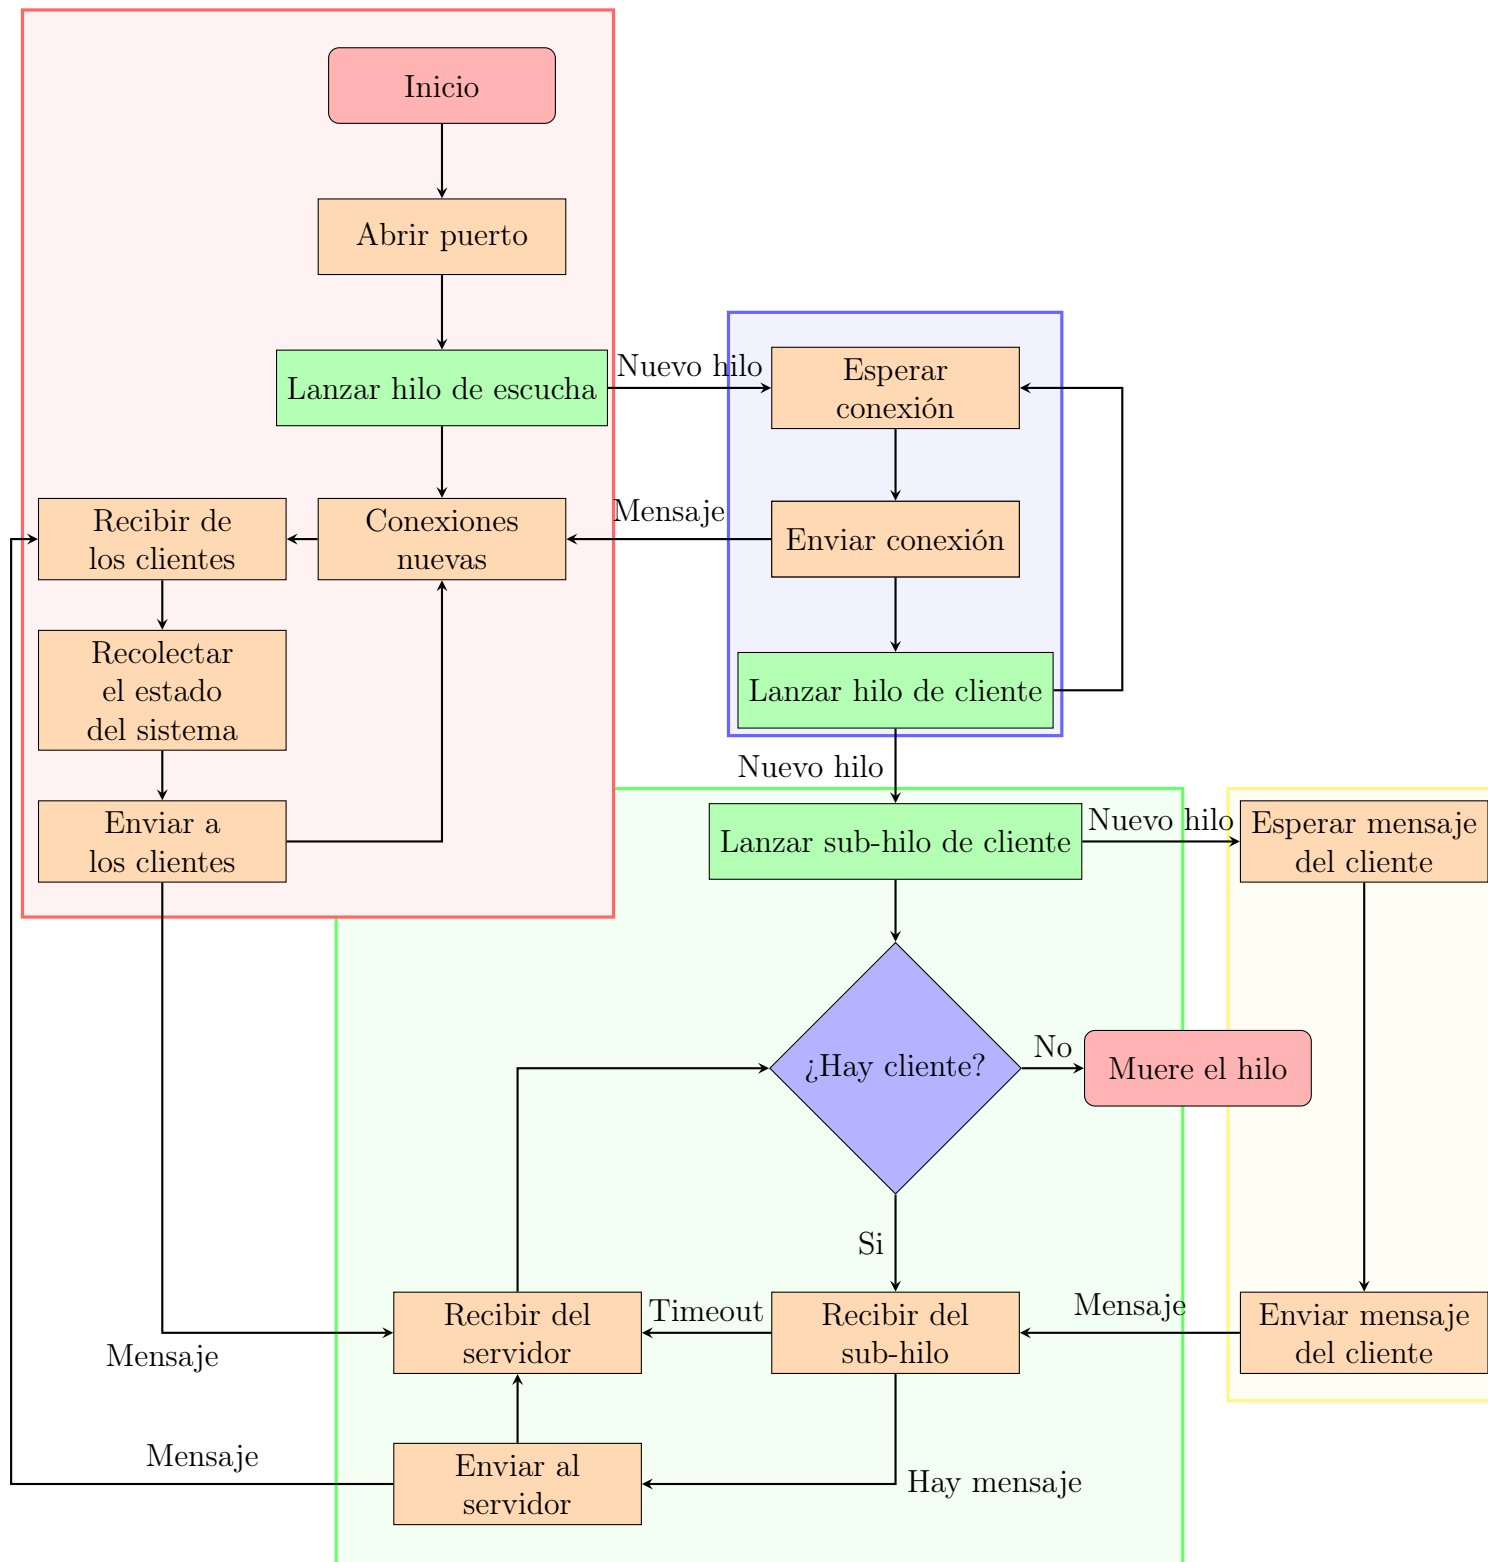 Inicio
Abrir puerto
Lanzar hilo de escucha
Nuevo hilo
Esperar
conexión
Recibir de
los clientes
Conexiones
nuevas
Mensaje
Enviar conexión
Recolectar
el estado
del sistema
Lanzar hilo de cliente
Nuevo hilo
Enviar a
los clientes
Lanzar sub-hilo de cliente
Nuevo hilo
Esperar mensaje
del cliente
¿Hay cliente?
No
Muere el hilo
Si
Mensaje
Recibir del
servidor
Timeout
Recibir del
sub-hilo
Mensaje
Enviar mensaje
del cliente
Mensaje
Enviar al
servidor
Hay mensaje